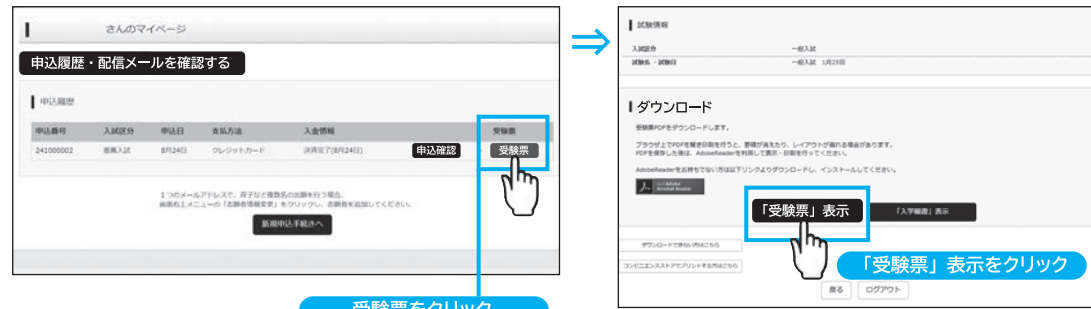 さんのマイページ
申込履歴・配信メールを確認する
申込履歴
申込番号 入試区分 申込日 支払方法 入金情報 受験票
241000002 推薦入試 8月24日 クレジットカード 決済完了(8月24日) 申込確認 受験票
1つのメールアドレスで、双子など複数名の出願を行う場合、
画面右上メニューの「志願者情報変更」をクリックし、志願者を追加してください。
新規申込手続きへ
受験票をクリック
⇒
試験情報
入試区分 一般入試
試験名・試験日 一般入試 1月25日
ダウンロード
受験票PDFをダウンロードします。
ブラウザ上でPDFを開き印刷を行うと、罫線が消えたり、レイアウトが崩れる場合があります。
PDFを保存した後は、AdobeReaderを利用して表示・印刷を行ってください。
AdobeReaderをお持ちでない方は以下リンクよりダウンロードし、インストールしてください。
Get Adobe
Acrobat Reader
「受験票」表示 「入学願書」表示
ダウンロードできない方はこちら
コンビニエンスストアでプリントする方はこちら
「受験票」表示をクリック
戻る ログアウト